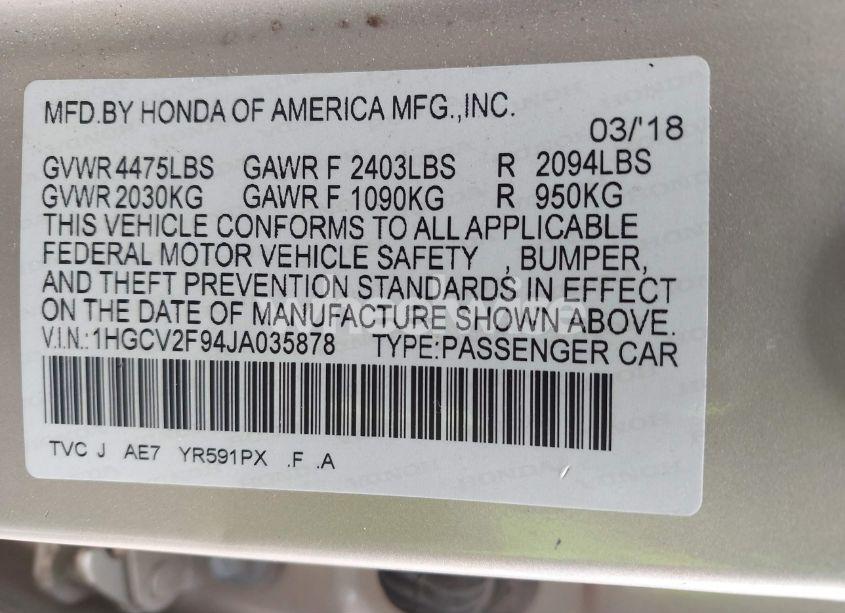 MFD.BY HONDA OF AMERICA MFG.,INC.
03/'18
GVWR 4475LBS GAWR F 2403LBS R 2094LBS
GVWR 2030KG GAWR F 1090KG R 950KG
THIS VEHICLE CONFORMS TO ALL APPLICABLE
FEDERAL MOTOR VEHICLE SAFETY , BUMPER,
AND THEFT PREVENTION STANDARDS IN EFFECT
ON THE DATE OF MANUFACTURE SHOWN ABOVE.
V.I.N.:1HGCV2F94JA035878 TYPE:PASSENGER CAR
TVC J AE7 YR591PX .F .A